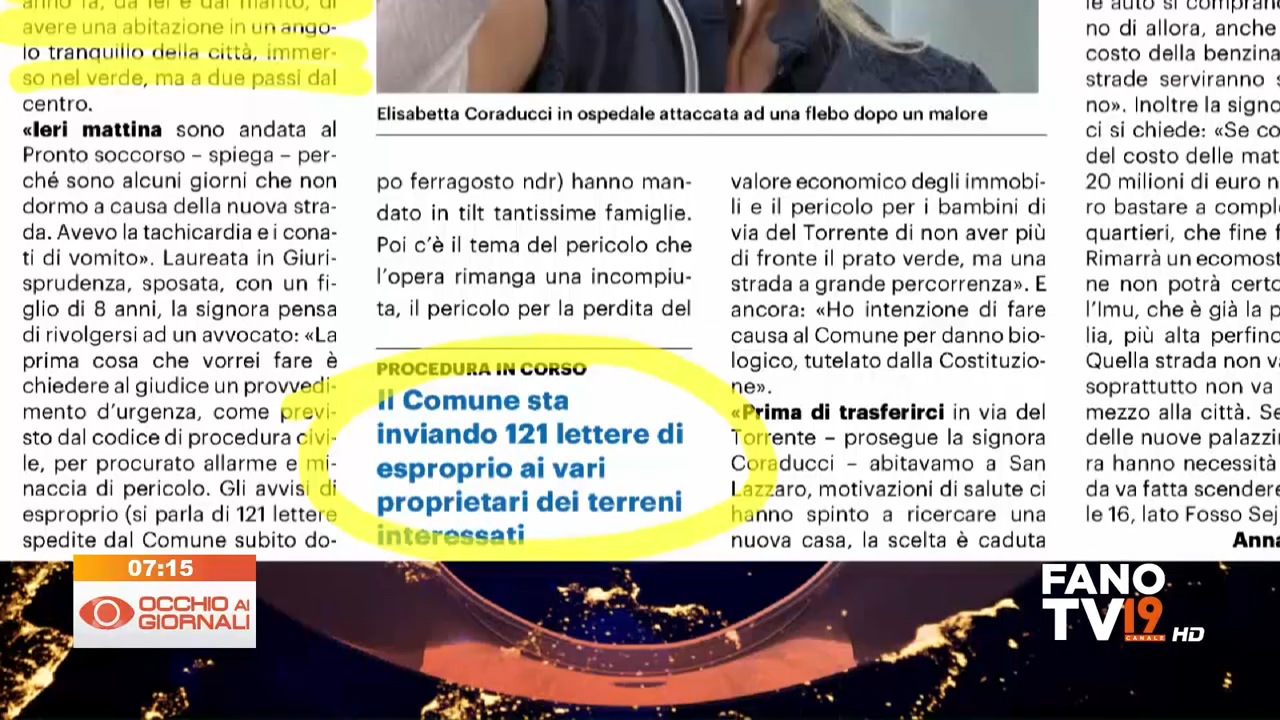 anno fa, da lei e dal marito, di
avere una abitazione in un ango-
lo tranquillo della città, immer-
so nel verde, ma a due passi dal
centro.
«Ieri mattina sono andata al
Pronto soccorso – spiega – per-
ché sono alcuni giorni che non
dormo a causa della nuova stra-
da. Avevo la tachicardia e i cona-
ti di vomito». Laureata in Giuri-
sprudenza, sposata, con un fi-
glio di 8 anni, la signora pensa
di rivolgersi ad un avvocato: «La
prima cosa che vorrei fare è
chiedere al giudice un provvedi-
mento d'urgenza, come previ-
sto dal codice di procedura civi-
le, per procurato allarme e mi-
naccia di pericolo. Gli avvisi di
esproprio (si parla di 121 lettere
spedite dal Comune subito do-
Elisabetta Coraducci in ospedale attaccata ad una flebo dopo un malore
po ferragosto ndr) hanno man-
dato in tilt tantissime famiglie.
Poi c'è il tema del pericolo che
l'opera rimanga una incompiu-
ta, il pericolo per la perdita del
PROCEDURA IN CORSO
Il Comune sta
inviando 121 lettere di
esproprio ai vari
proprietari dei terreni
interessati
valore economico degli immobi-
li e il pericolo per i bambini di
via del Torrente di non aver più
di fronte il prato verde, ma una
strada a grande percorrenza». E
ancora: «Ho intenzione di fare
causa al Comune per danno bio-
logico, tutelato dalla Costituzio-
ne».
«Prima di trasferirci in via del
Torrente – prosegue la signora
Coraducci – abitavamo a San
Lazzaro, motivazioni di salute ci
hanno spinto a ricercare una
nuova casa, la scelta è caduta
le auto si comprano
no di allora, anche
costo della benzina
strade serviranno s
no». Inoltre la signo
ci si chiede: «Se co
del costo delle mat
20 milioni di euro n
ro bastare a comple
quartieri, che fine f
Rimarrà un ecomost
ne non potrà certo
l'Imu, che è già la p
lia, più alta perfino
Quella strada non va
soprattutto non va
mezzo alla città. Se
delle nuove palazzi
ra hanno necessità
da va fatta scendere
le 16, lato Fosso Sej
Anna
07:15
OCCHIO AI
GIORNALI
FANO
TV19
CANALE HD